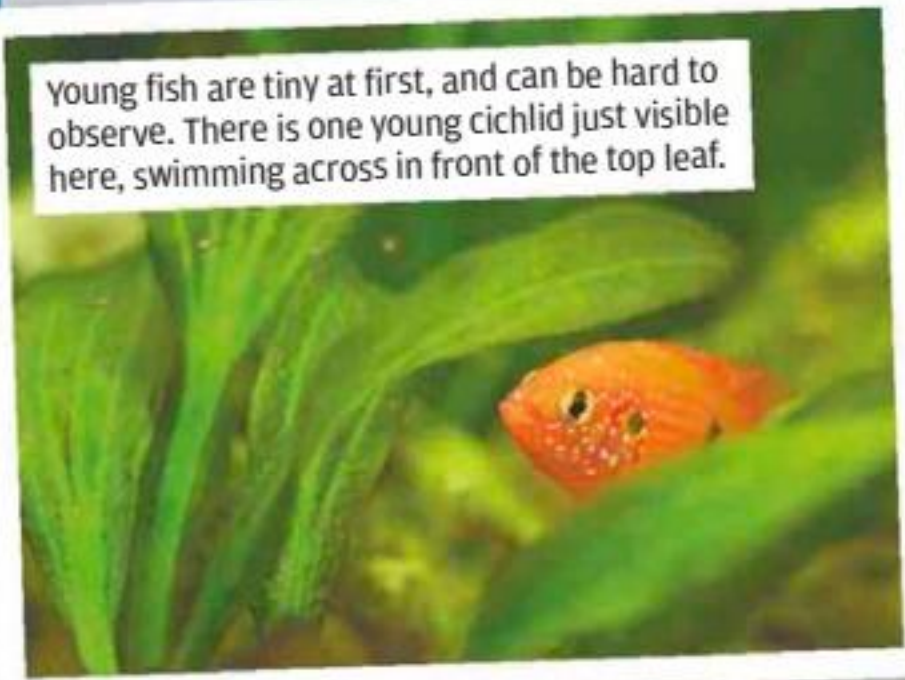 Young fish are tiny at first, and can be hard to
observe. There is one young cichlid just visible
here, swimming across in front of the top leaf.